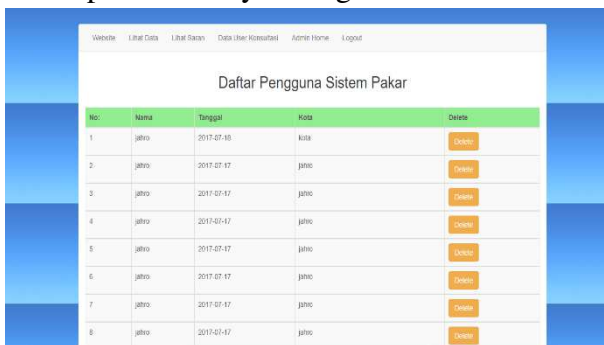 Website Lihat Data Lihat Saran Data User Konsultasi Admin Home Logout
Daftar Pengguna Sistem Pakar
No: Nama Tanggal Kota Delete
1 jahro 2017-07-18 kota Delete
2 jahro 2017-07-17 jahro Delete
3 jahro 2017-07-17 jahro Delete
4 jahro 2017-07-17 jahro Delete
5 jahro 2017-07-17 jahro Delete
6 jahro 2017-07-17 jahro Delete
7 jahro 2017-07-17 jahro Delete
8 jahro 2017-07-17 jahro Delete